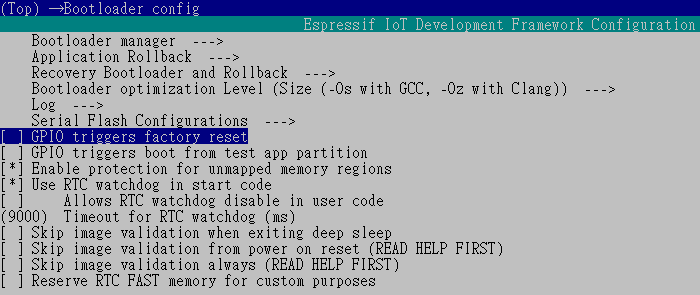 (Top) →Bootloader config
Espressif IoT Development Framework Configuration
Bootloader manager  --->
Application Rollback  --->
Recovery Bootloader and Rollback  --->
Bootloader optimization Level (Size (-Os with GCC, -Oz with Clang))  --->
Log  --->
Serial Flash Configurations  --->
[ ] GPIO triggers factory reset
[ ] GPIO triggers boot from test app partition
[*] Enable protection for unmapped memory regions
[*] Use RTC watchdog in start code
[ ]     Allows RTC watchdog disable in user code
(9000)  Timeout for RTC watchdog (ms)
[ ] Skip image validation when exiting deep sleep
[ ] Skip image validation from power on reset (READ HELP FIRST)
[ ] Skip image validation always (READ HELP FIRST)
[ ] Reserve RTC FAST memory for custom purposes